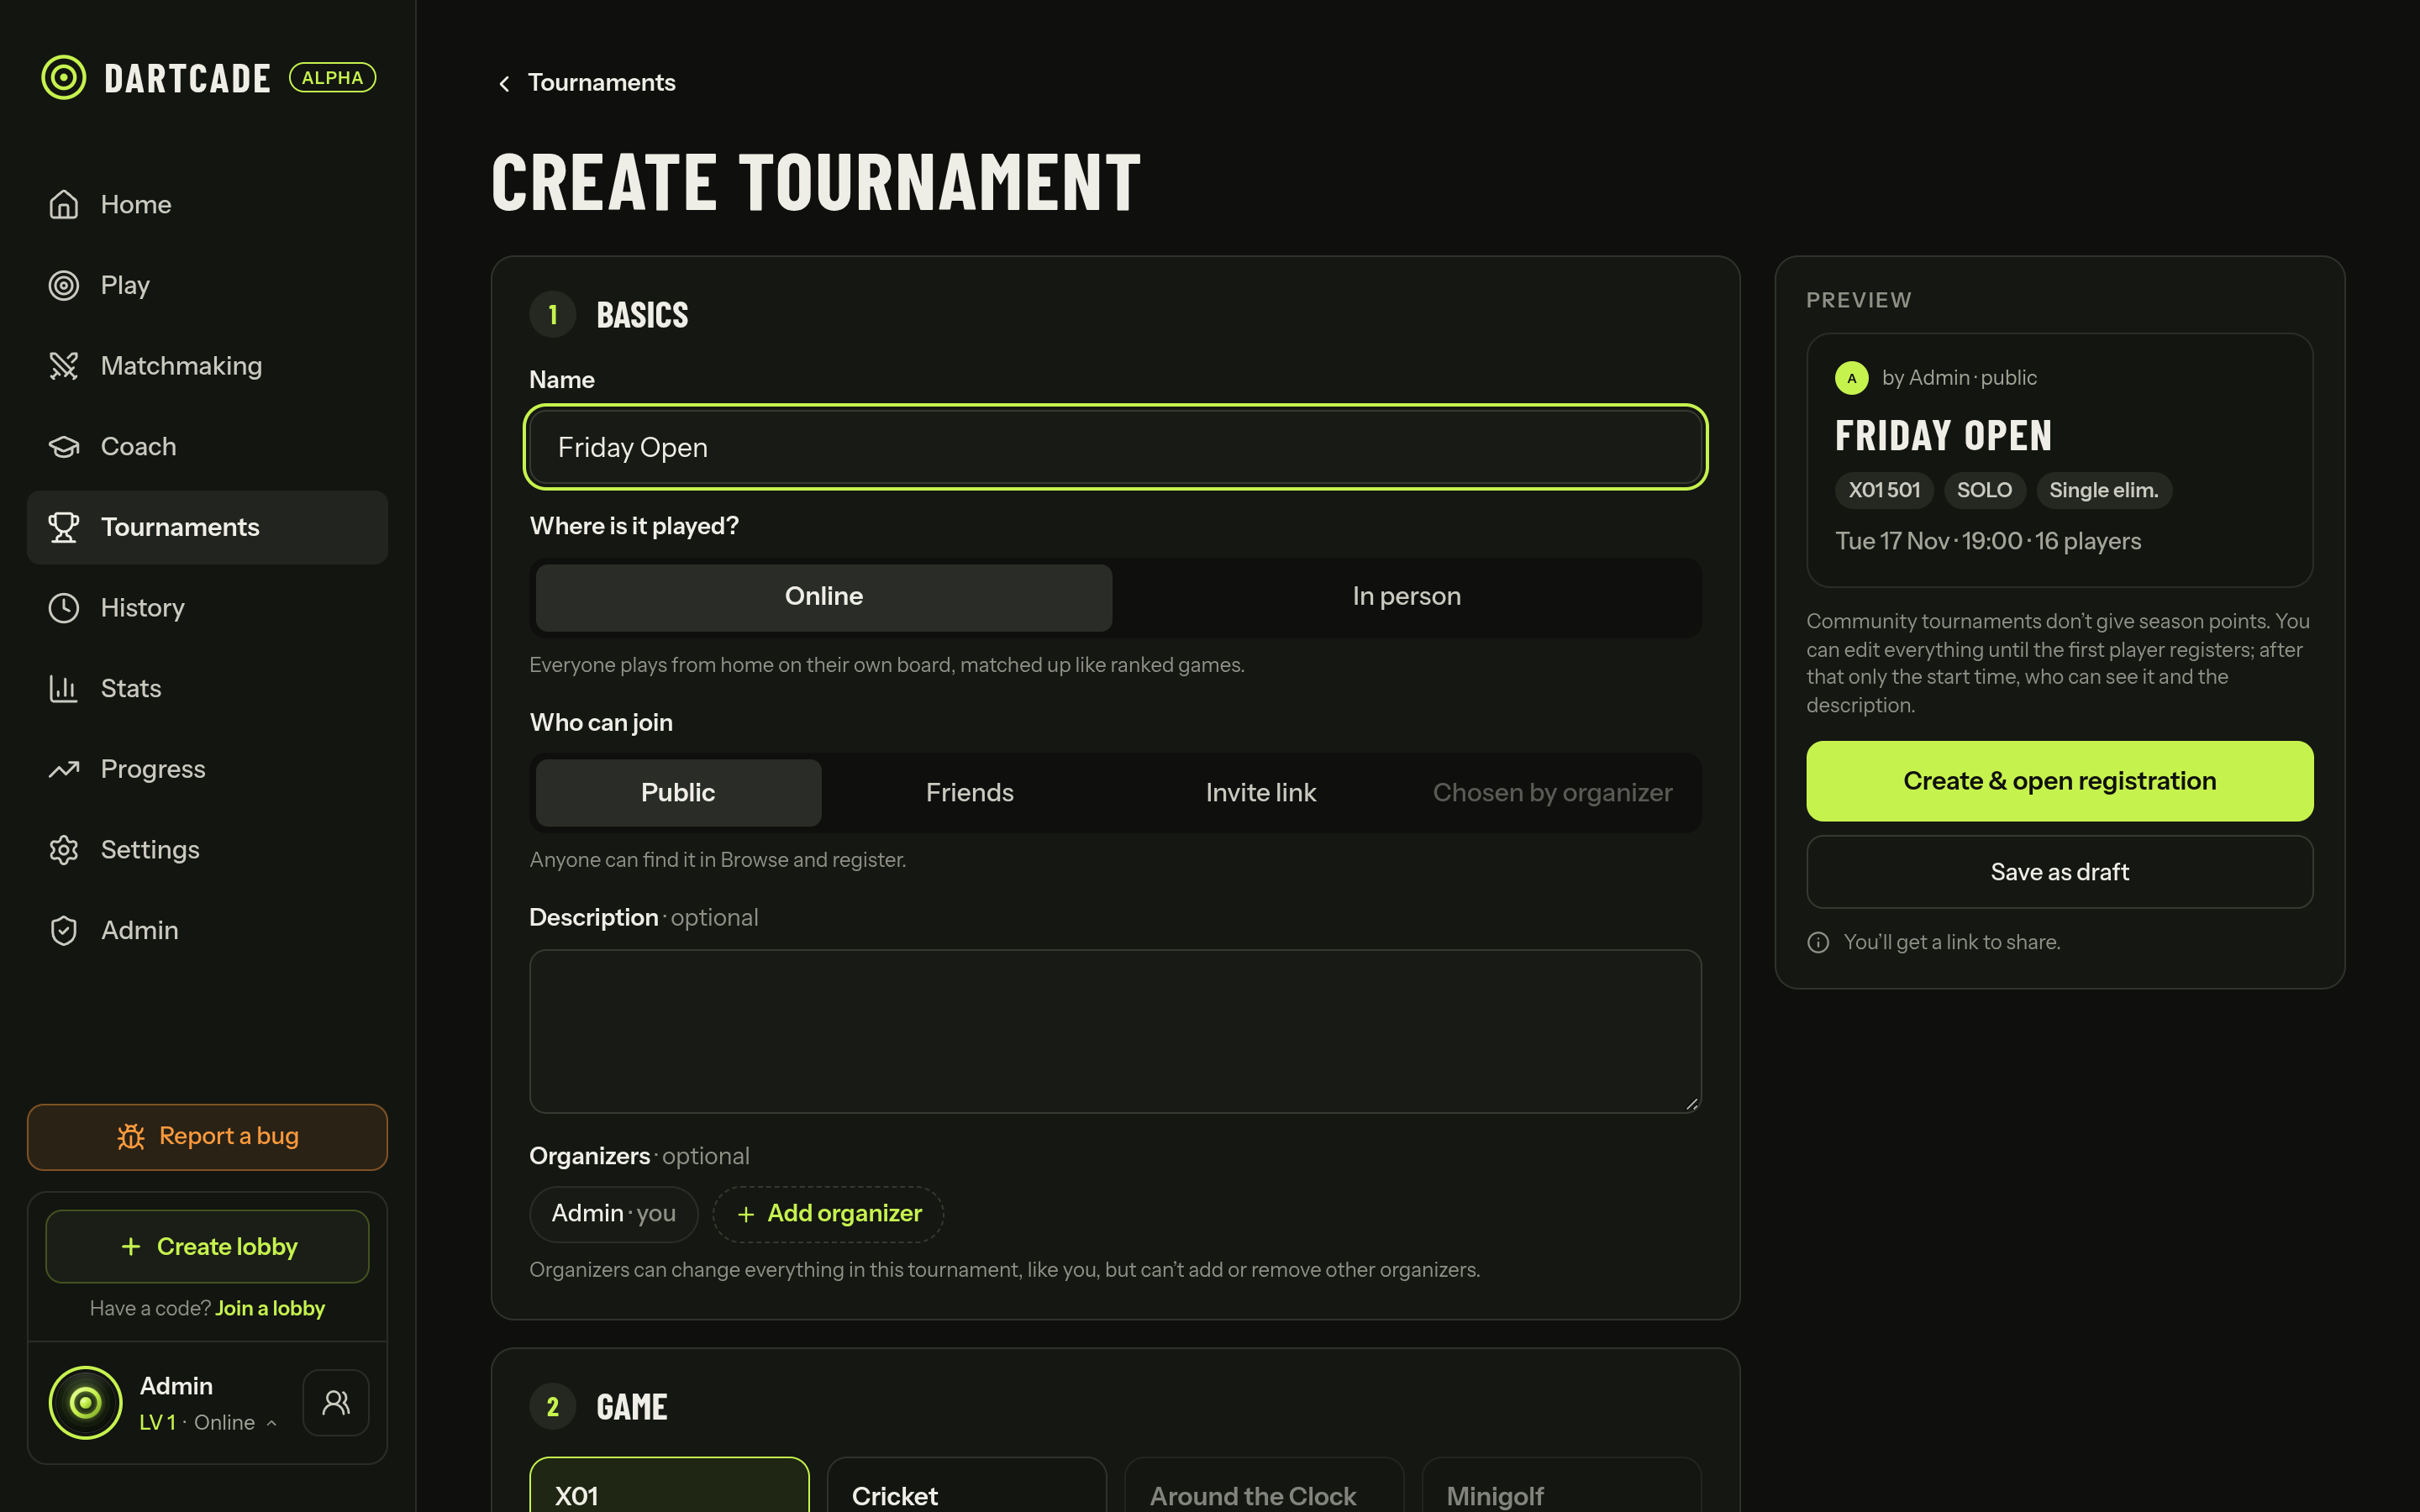 DARTCADE ALPHA
Home
Play
Matchmaking
Coach
Tournaments
History
Stats
Progress
Settings
Admin
Report a bug
+ Create lobby
Have a code? Join a lobby
Admin
LV 1 · Online
Tournaments
CREATE TOURNAMENT
1 BASICS
Name
Friday Open
Where is it played?
Online In person
Everyone plays from home on their own board, matched up like ranked games.
Who can join
Public Friends Invite link Chosen by organizer
Anyone can find it in Browse and register.
Description · optional
Organizers · optional
Admin · you + Add organizer
Organizers can change everything in this tournament, like you, but can’t add or remove other organizers.
2 GAME
X01 Cricket Around the Clock Minigolf
PREVIEW
A by Admin · public
FRIDAY OPEN
X01 501 SOLO Single elim.
Tue 17 Nov · 19:00 · 16 players
Community tournaments don’t give season points. You
can edit everything until the first player registers; after
that only the start time, who can see it and the
description.
Create & open registration
Save as draft
You’ll get a link to share.